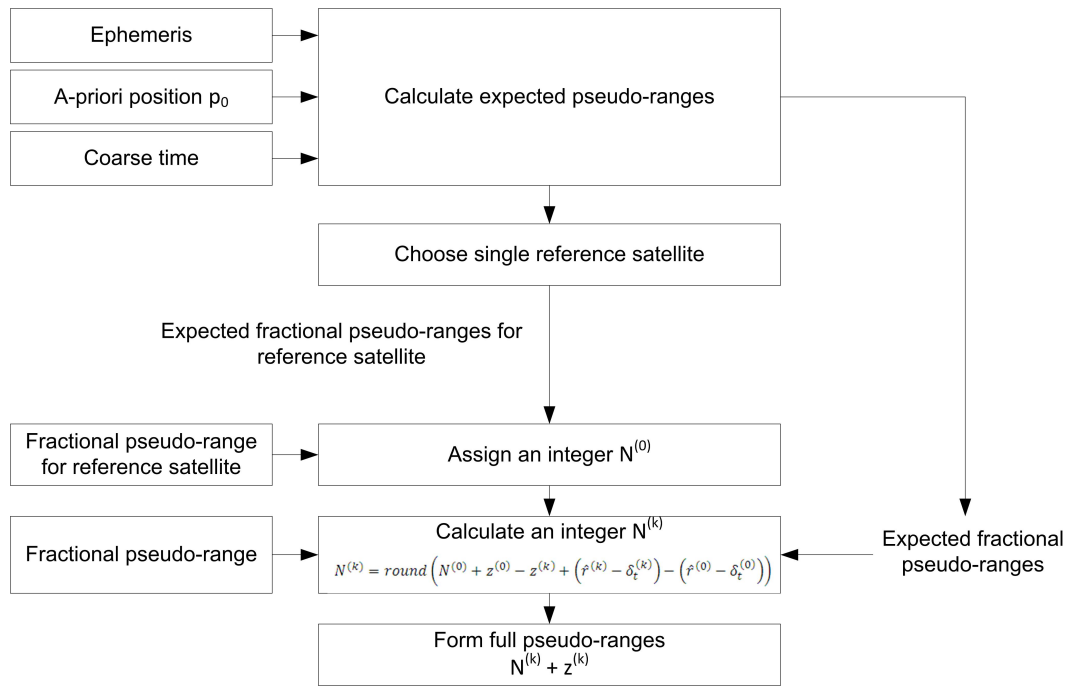 Ephemeris
A-priori position p₀
Coarse time
Calculate expected pseudo-ranges
Choose single reference satellite
Expected fractional pseudo-ranges for
reference satellite
Fractional pseudo-range
for reference satellite
Assign an integer N⁽⁰⁾
Fractional pseudo-range
Calculate an integer N⁽ᵏ⁾
N⁽ᵏ⁾ = round(N⁽⁰⁾ + z⁽⁰⁾ − z⁽ᵏ⁾ + (r̂⁽ᵏ⁾ − δₜ⁽ᵏ⁾) − (r̂⁽⁰⁾ − δₜ⁽⁰⁾))
Expected fractional
pseudo-ranges
Form full pseudo-ranges
N⁽ᵏ⁾ + z⁽ᵏ⁾